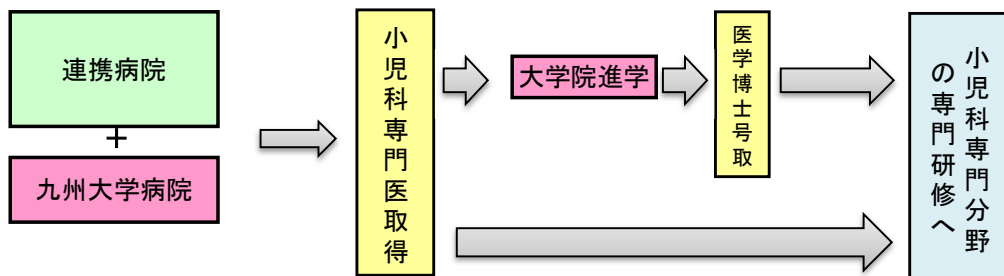 連携病院
+
九州大学病院
小児科専門医取得
大学院進学
医学博士号取
小児科専門分野
の専門研修へ